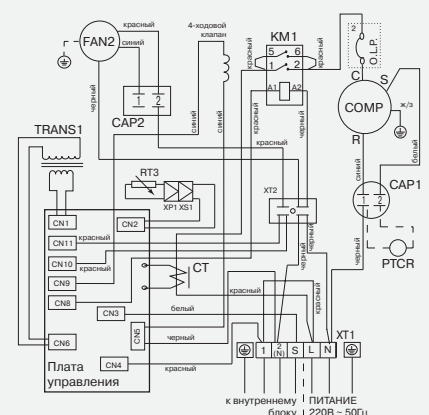 красный
FAN2
синий
4-ходовой
клапан
KM1
красный
5
6
1
2
красный
2
O.L.P.
C
S
A1
A2
COMP
ж/з
R
1
2
CAP2
черный
синий
синий
красный
черный
белый
TRANS1
красный
RT3
XP1
XS1
XT2
синий
CAP1
1
2
PTCR
черный
CN1
CN2
CN11
красный
CN10
красный
CN9
CN8
CT
красный
черный
черный
красный
CN3
белый
CN5
черный
CN6
CN4
красный
Плата
управления
1
2
(N)
S
L
N
XT1
к внутреннему
блоку
ПИТАНИЕ
220В ~ 50Гц